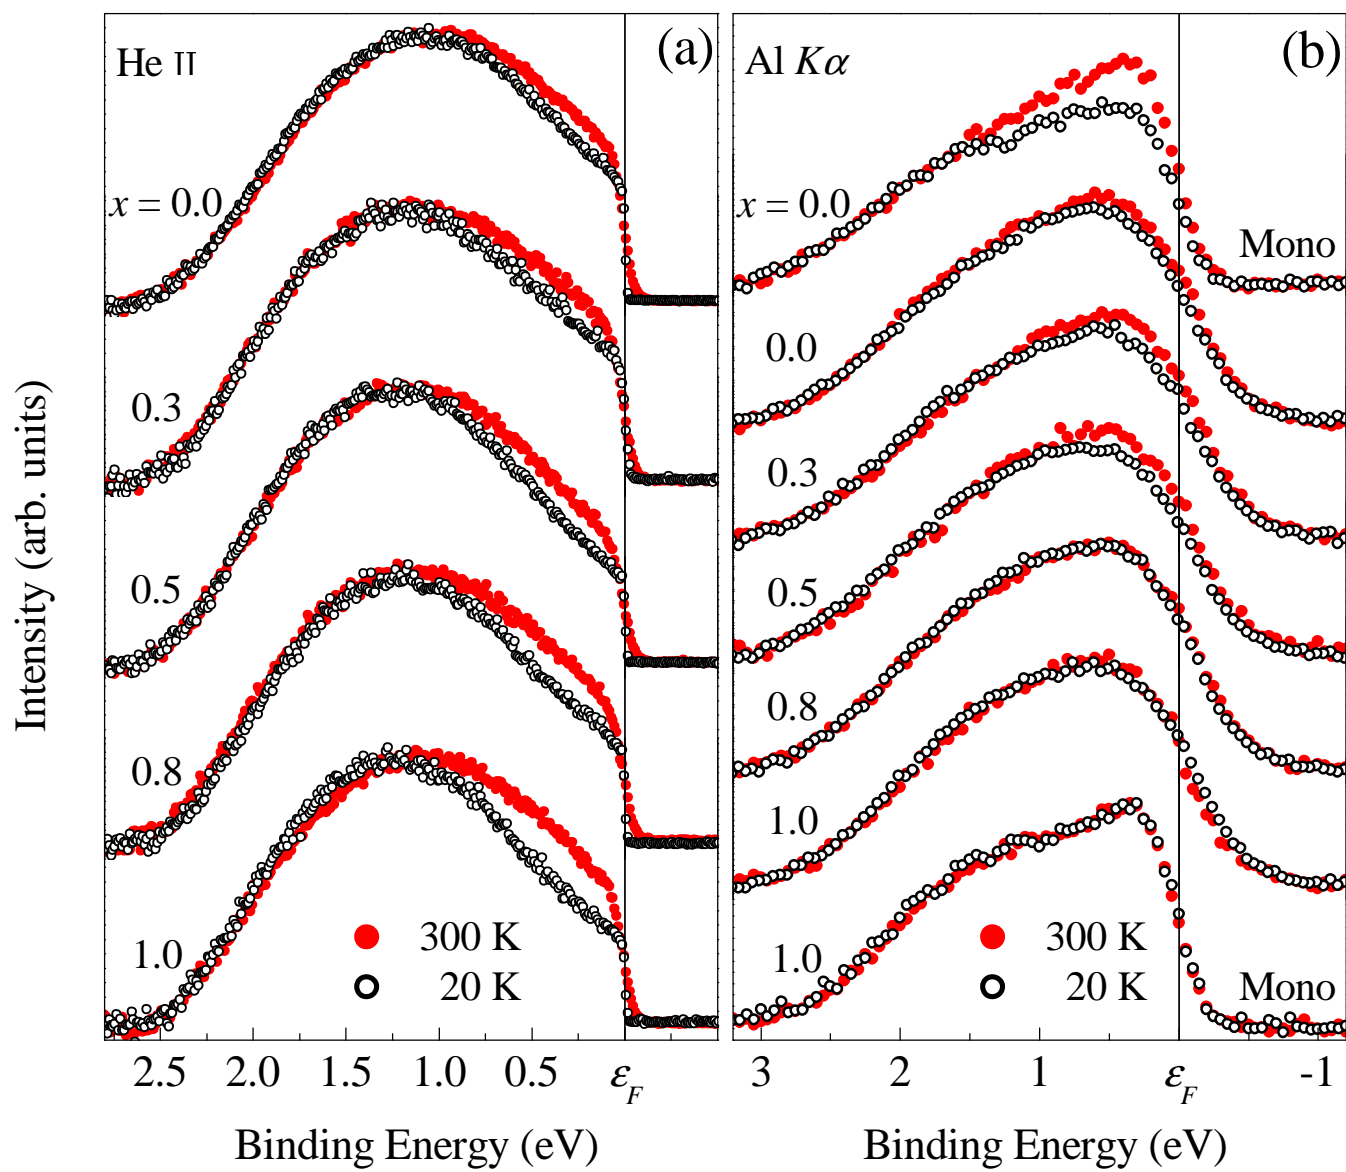 Intensity (arb. units)
He II
(a)
x = 0.0
0.3
0.5
0.8
1.0
300 K
20 K
2.5 2.0 1.5 1.0 0.5 εF
Binding Energy (eV)
Al Kα
(b)
x = 0.0
Mono
0.0
0.3
0.5
0.8
1.0
1.0
300 K
20 K
Mono
3 2 1 εF -1
Binding Energy (eV)